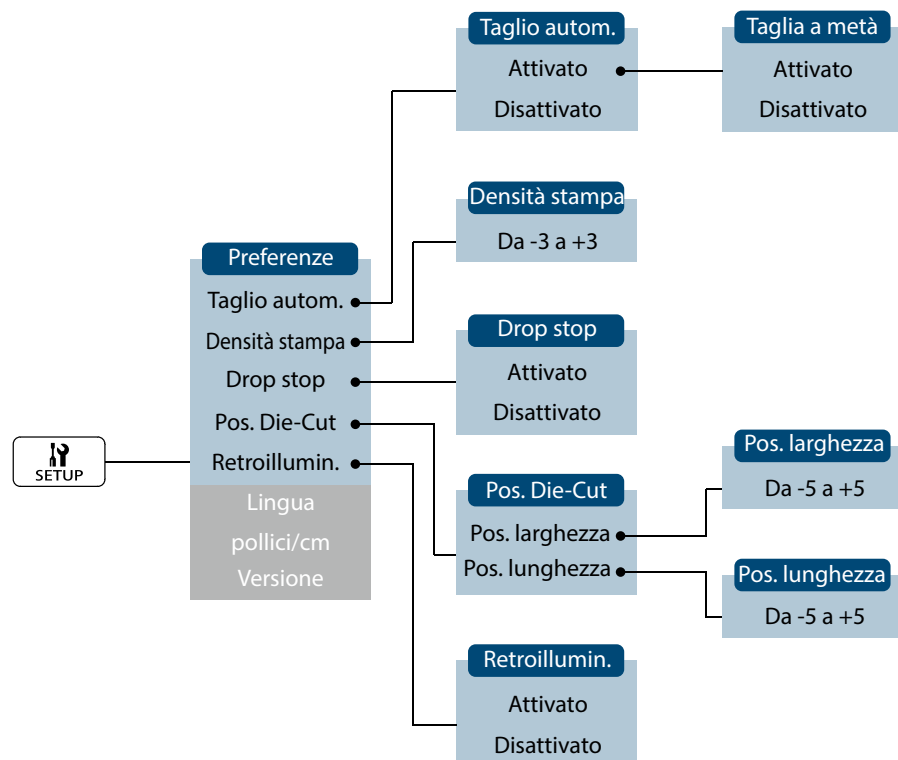 SETUP
Preferenze
Taglio autom.
Densità stampa
Drop stop
Pos. Die-Cut
Retroillumin.
Lingua
pollici/cm
Versione
Taglio autom.
Attivato
Disattivato
Taglia a metà
Attivato
Disattivato
Densità stampa
Da -3 a +3
Drop stop
Attivato
Disattivato
Pos. Die-Cut
Pos. larghezza
Pos. lunghezza
Pos. larghezza
Da -5 a +5
Pos. lunghezza
Da -5 a +5
Retroillumin.
Attivato
Disattivato